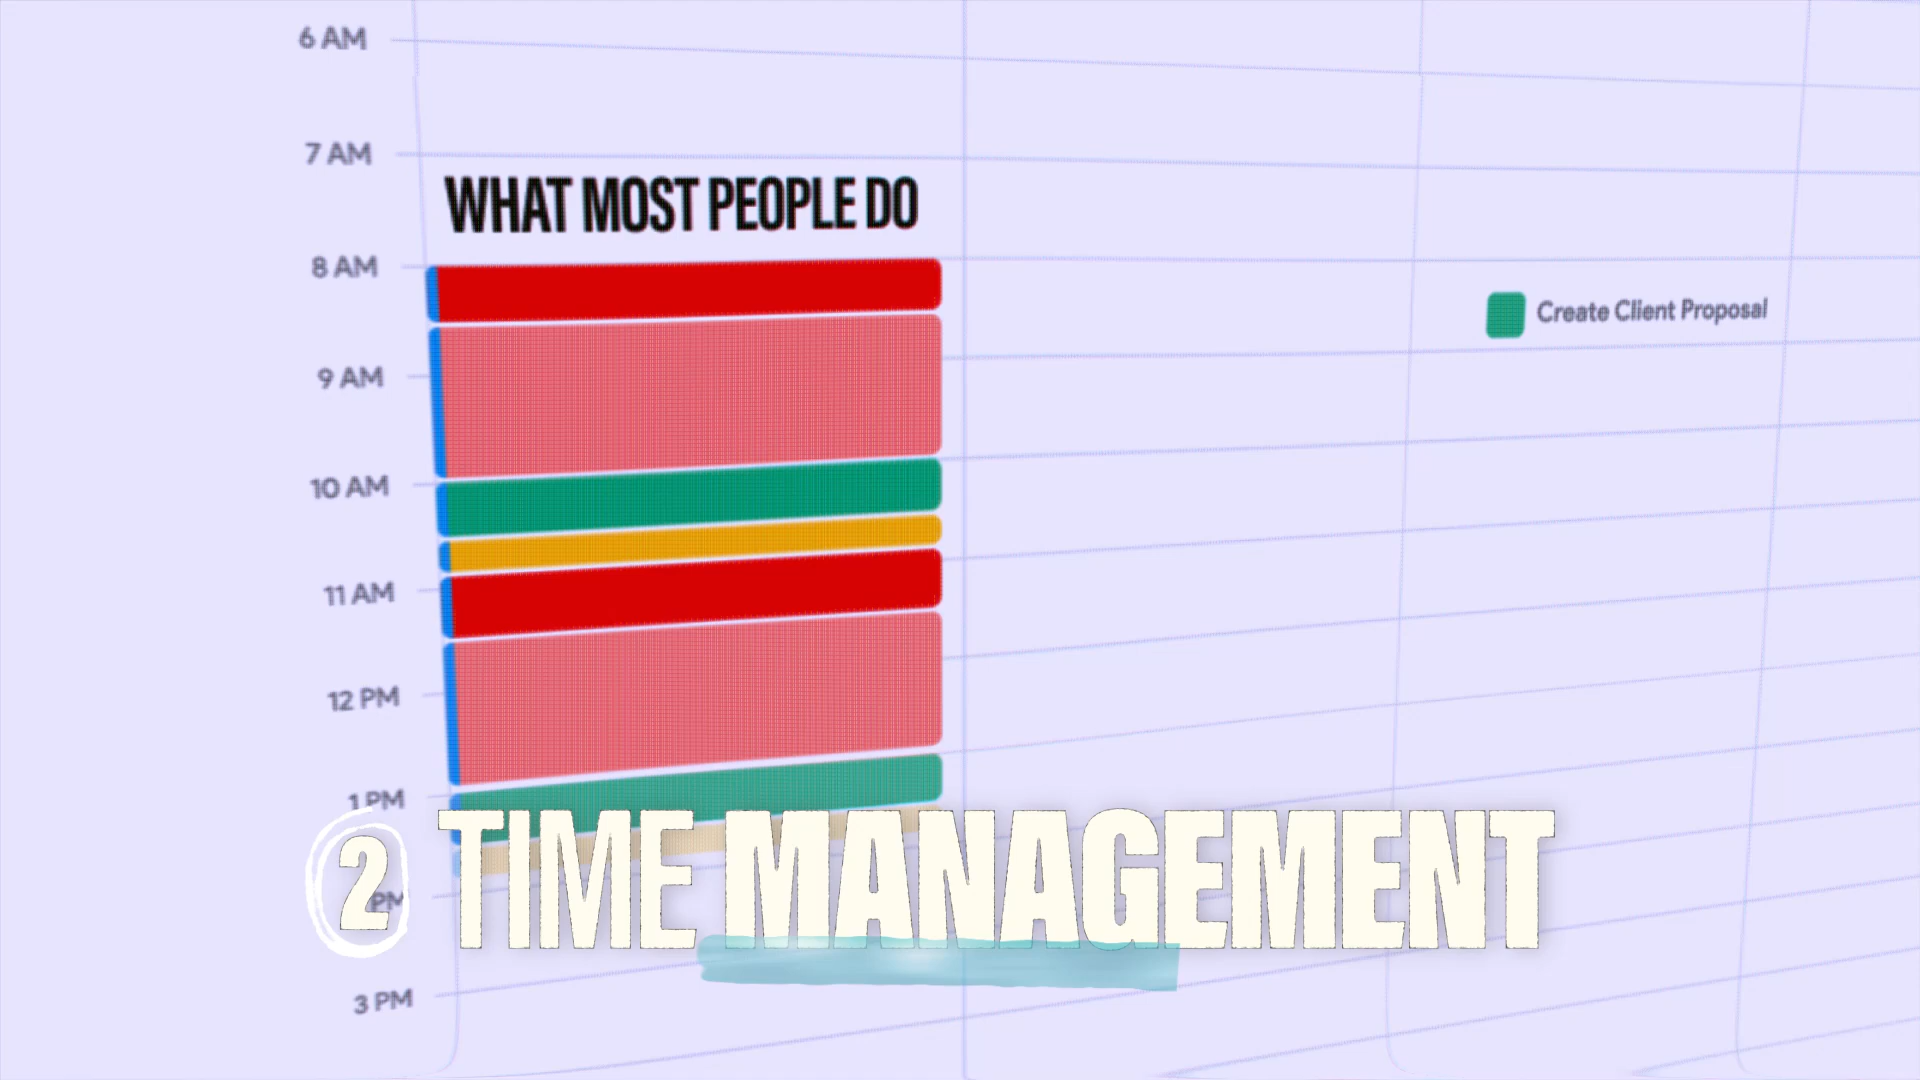 6 AM
7 AM
WHAT MOST PEOPLE DO
8 AM
Create Client Proposal
9 AM
10 AM
11 AM
12 PM
1 PM
2 TIME MANAGEMENT
PM
3 PM